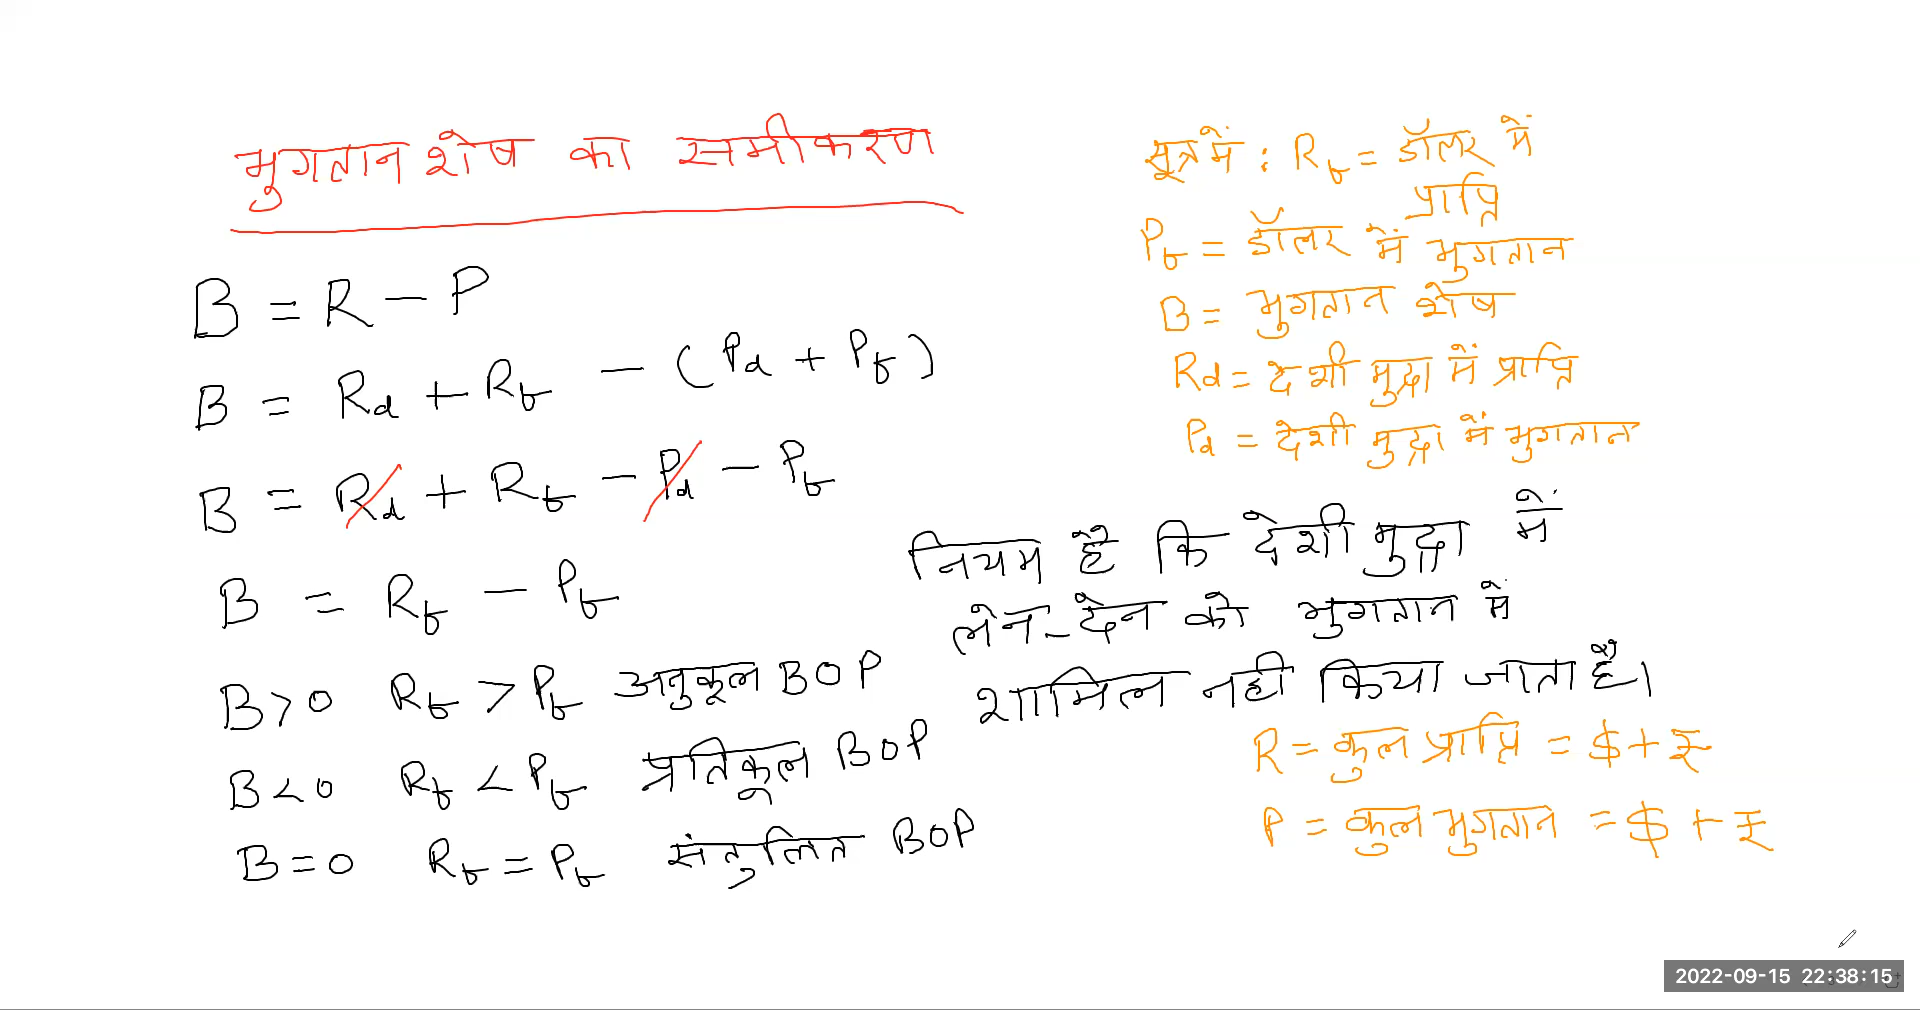 भुगतान शेष का समीकरण
B = R − P
B = Rd + Rf − (Pd + Pf)
B = Rd + Rf − Pd − Pf
B = Rf − Pf
B > 0 Rf > Pf अनुकूल BOP
B < 0 Rf < Pf प्रतिकूल BOP
B = 0 Rf = Pf संतुलित BOP
सूत्र में : Rf = डॉलर में
प्राप्ति
Pf = डॉलर में भुगतान
B = भुगतान शेष
Rd = देशी मुद्रा में प्राप्ति
Pd = देशी मुद्रा में भुगतान
नियम है कि देशी मुद्रा में
लेन-देन को भुगतान में
शामिल नही किया जाता है।
R = कुल प्राप्ति = $ + ₹
P = कुल भुगतान = $ + ₹
2022-09-15 22:38:15